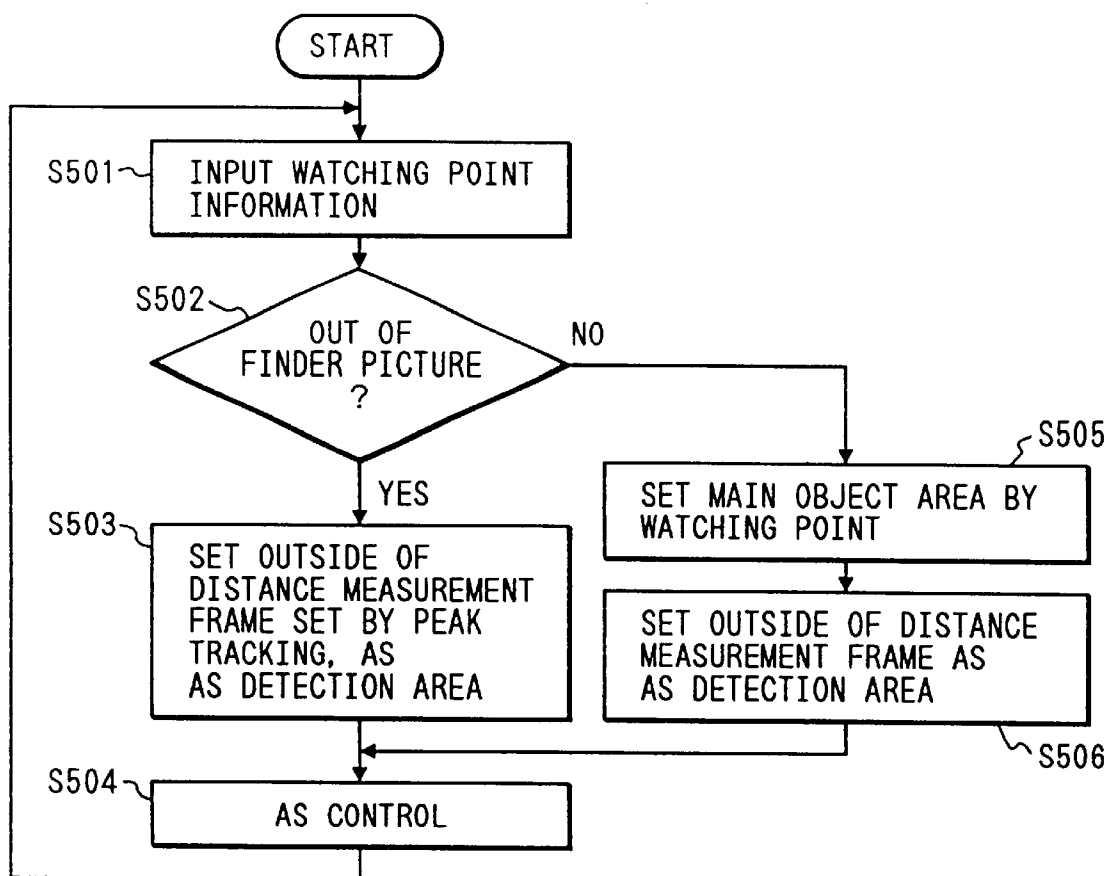 START
S501
INPUT WATCHING POINT
INFORMATION
S502
OUT OF
FINDER PICTURE
?
NO
YES
S503
SET OUTSIDE OF
DISTANCE MEASUREMENT
FRAME SET BY PEAK
TRACKING, AS
AS DETECTION AREA
S505
SET MAIN OBJECT AREA BY
WATCHING POINT
SET OUTSIDE OF DISTANCE
MEASUREMENT FRAME AS
AS DETECTION AREA
S506
S504
AS CONTROL